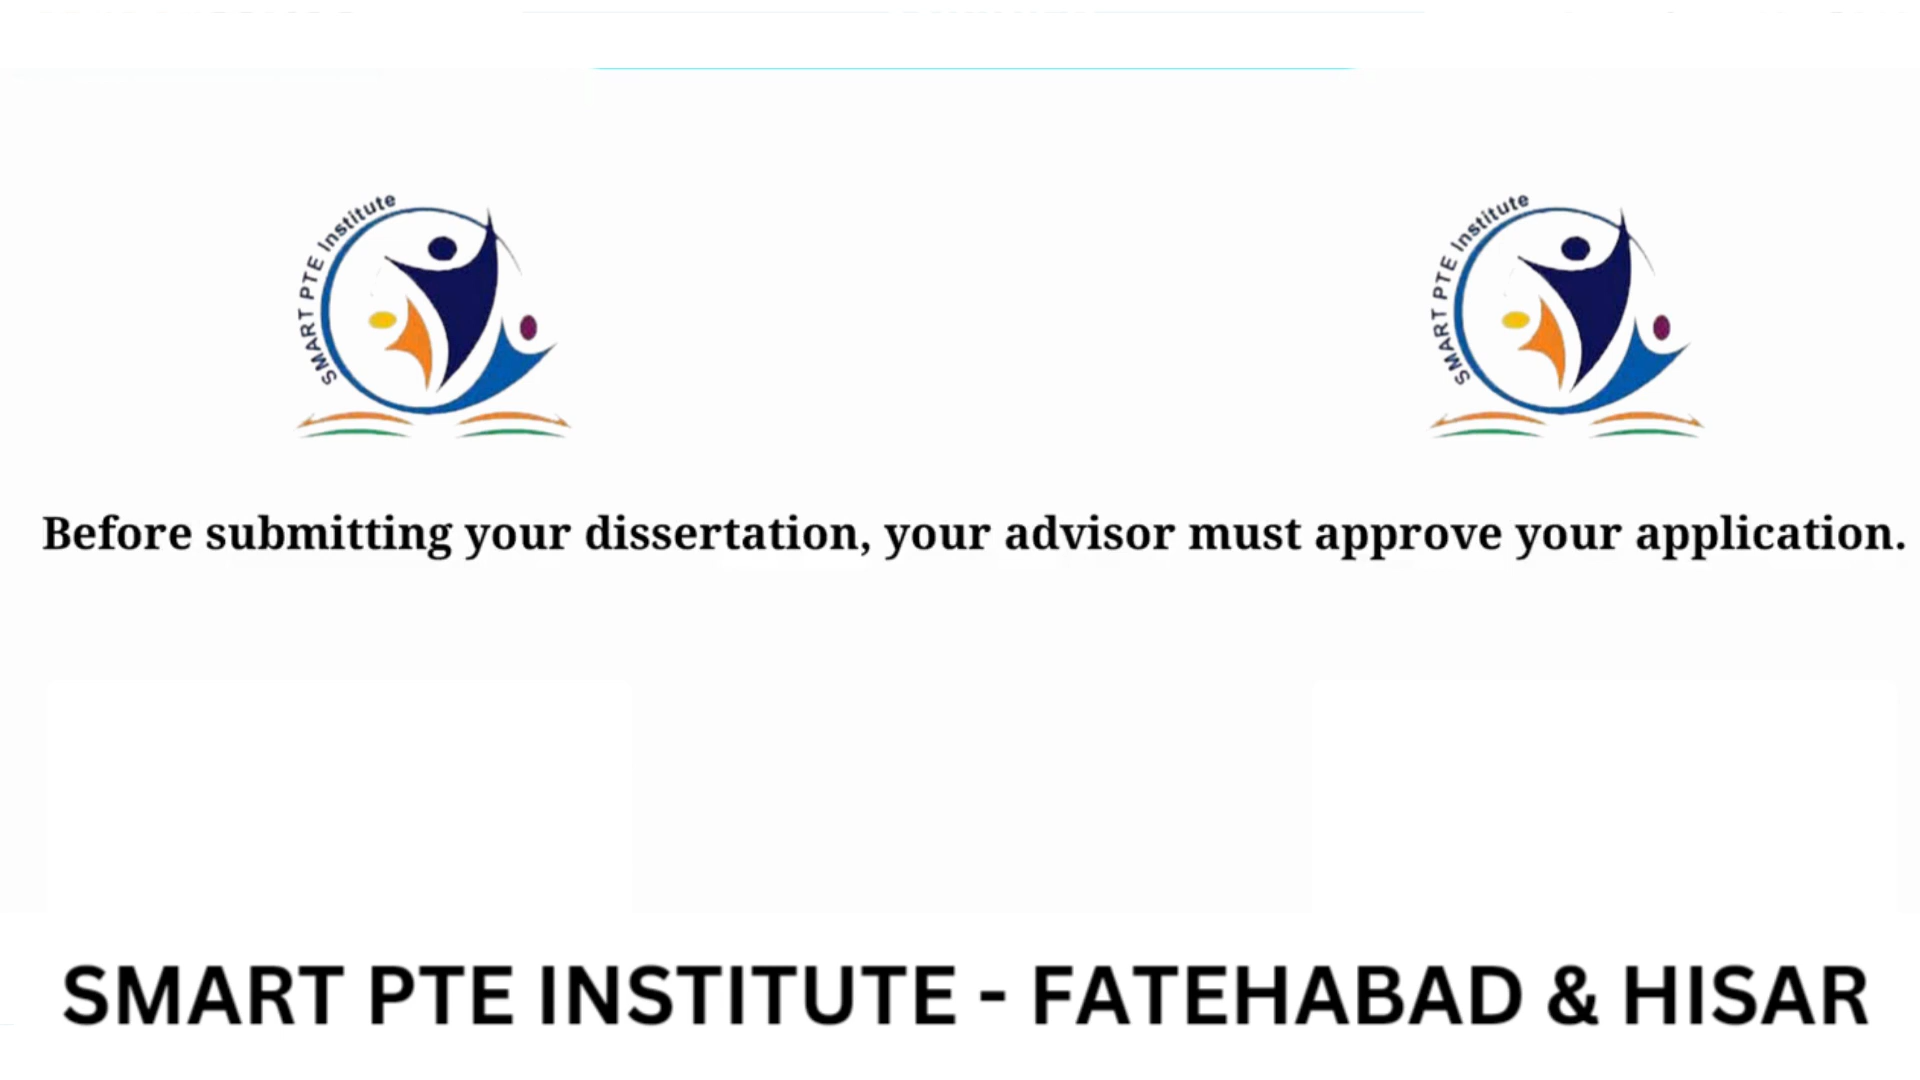 SMART PTE Institute
SMART PTE Institute
Before submitting your dissertation, your advisor must approve your application.
SMART PTE INSTITUTE - FATEHABAD & HISAR